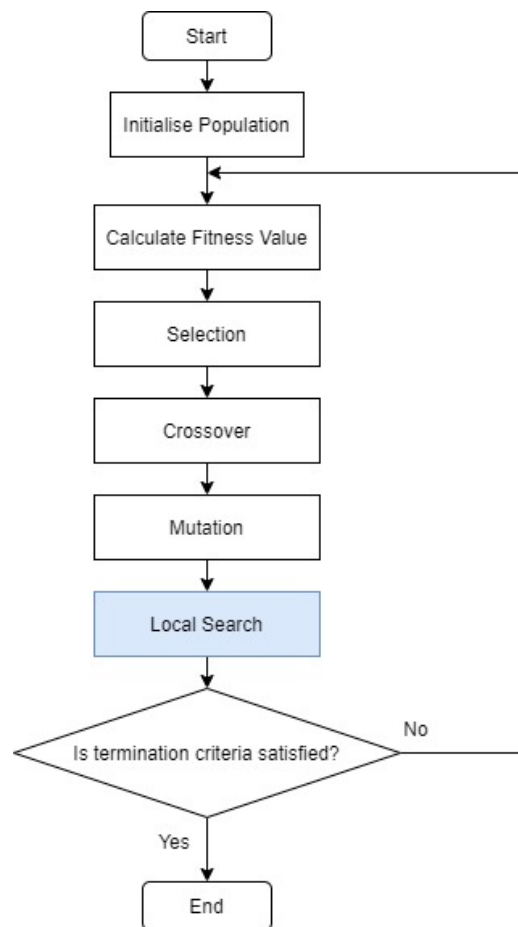 Start
Initialise Population
Calculate Fitness Value
Selection
Crossover
Mutation
Local Search
Is termination criteria satisfied?
No
Yes
End